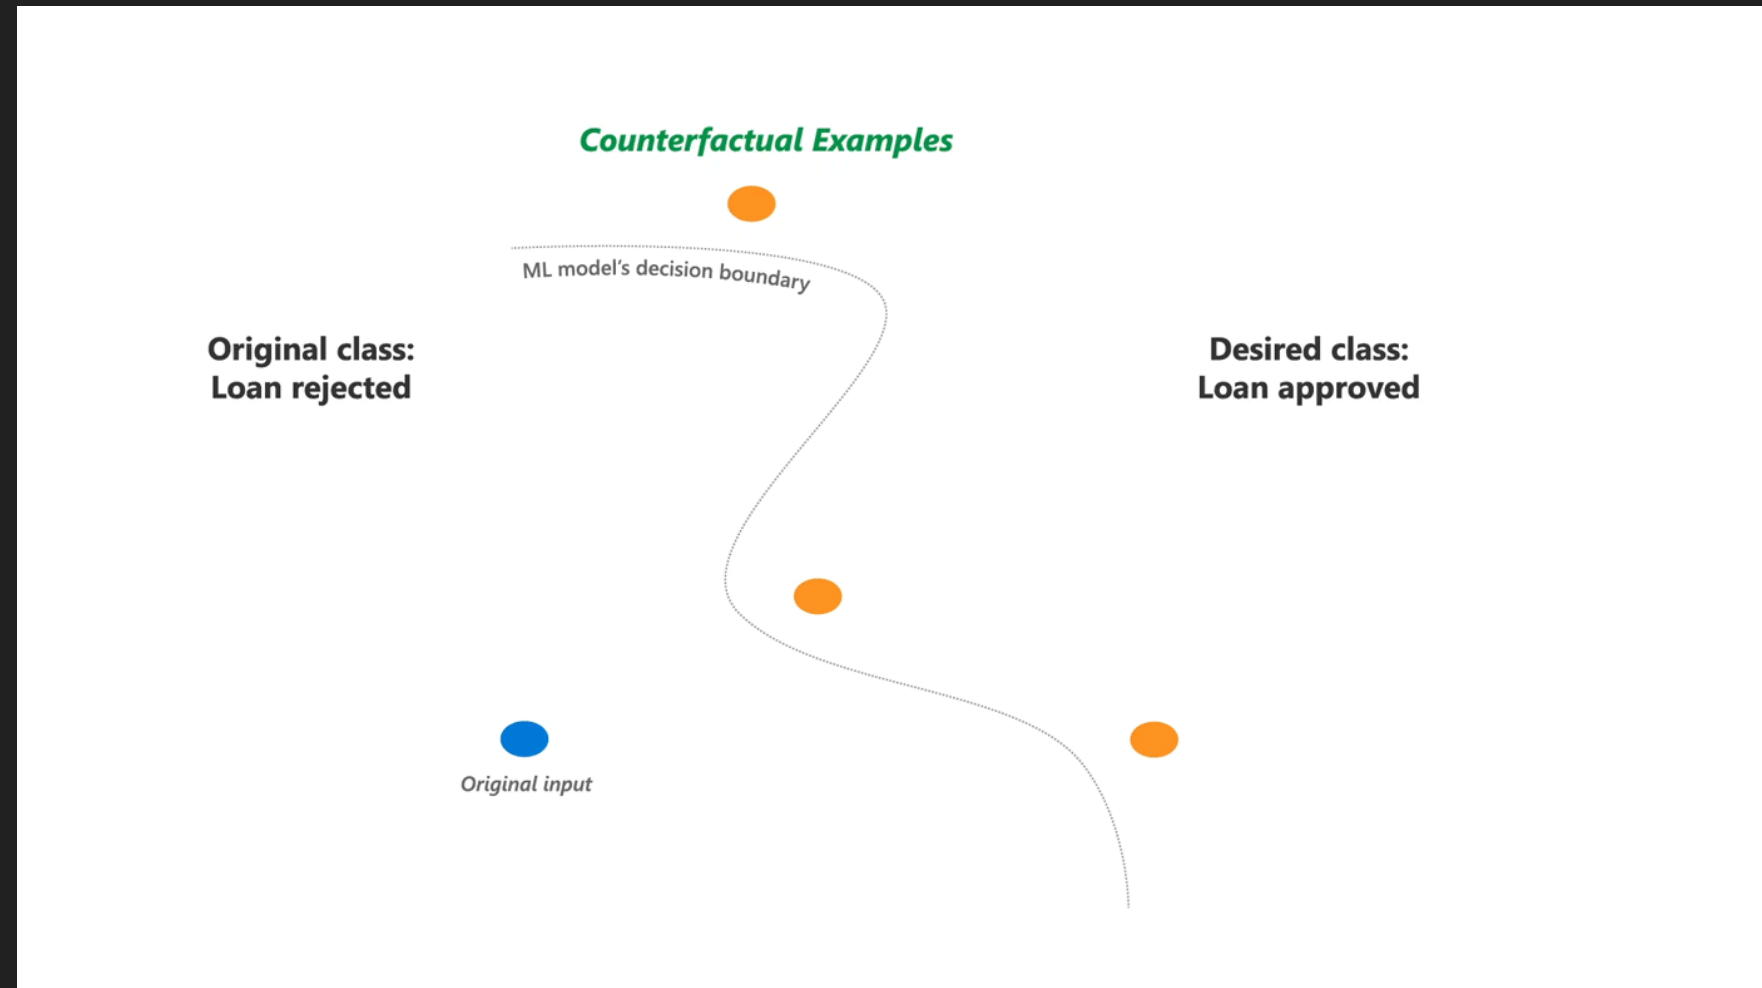 Counterfactual Examples
ML model's decision boundary
Original class:
Loan rejected
Desired class:
Loan approved
Original input